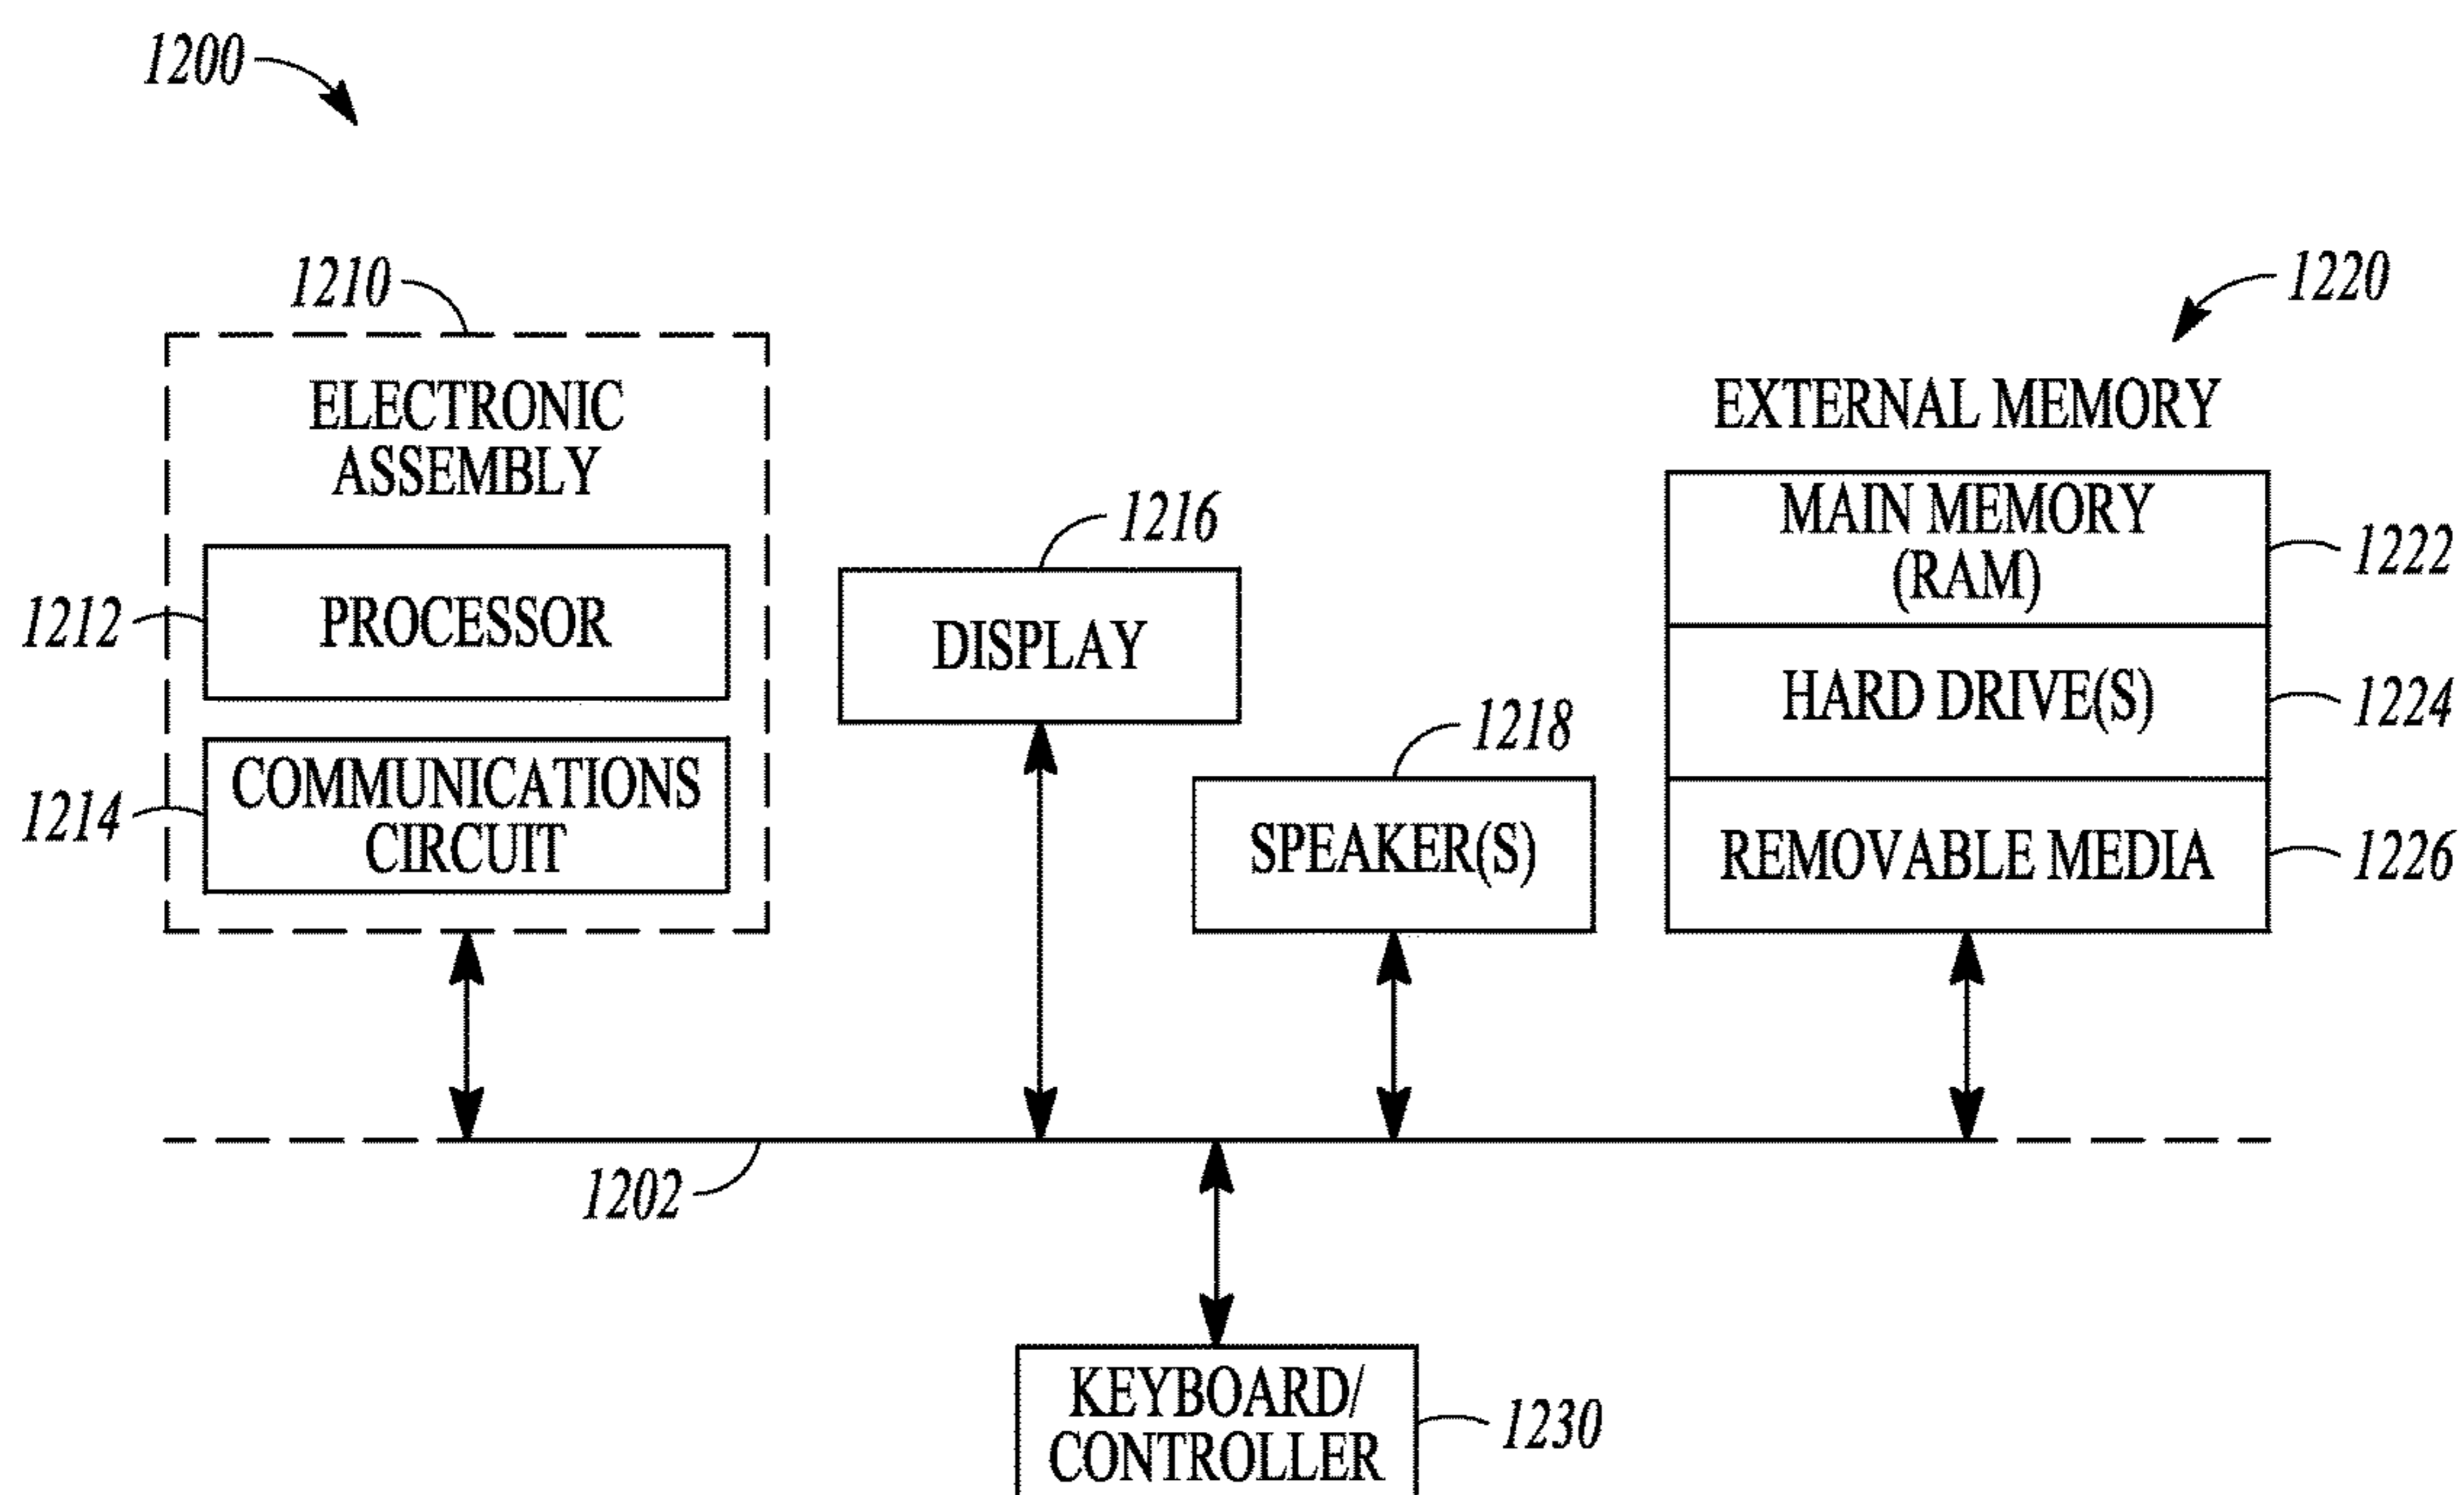 1200
1210
1220
ELECTRONIC
ASSEMBLY
EXTERNAL MEMORY
1216
MAIN MEMORY
(RAM)
1222
1212
PROCESSOR
DISPLAY
HARD DRIVE(S)
1224
1218
1214
COMMUNICATIONS
CIRCUIT
SPEAKER(S)
REMOVABLE MEDIA
1226
1202
KEYBOARD/
CONTROLLER
1230